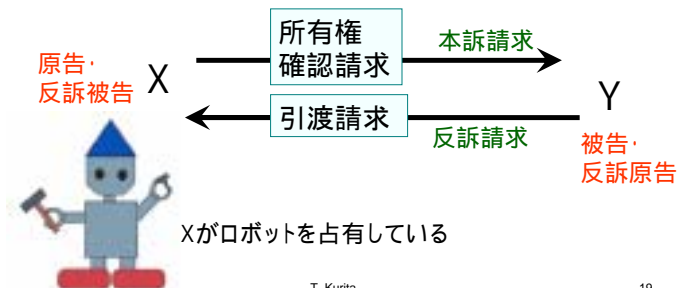 所有権
確認請求
本訴請求
原告・
反訴被告
X
Y
引渡請求
反訴請求
被告・
反訴原告
Xがロボットを占有している
T. Kurita
19